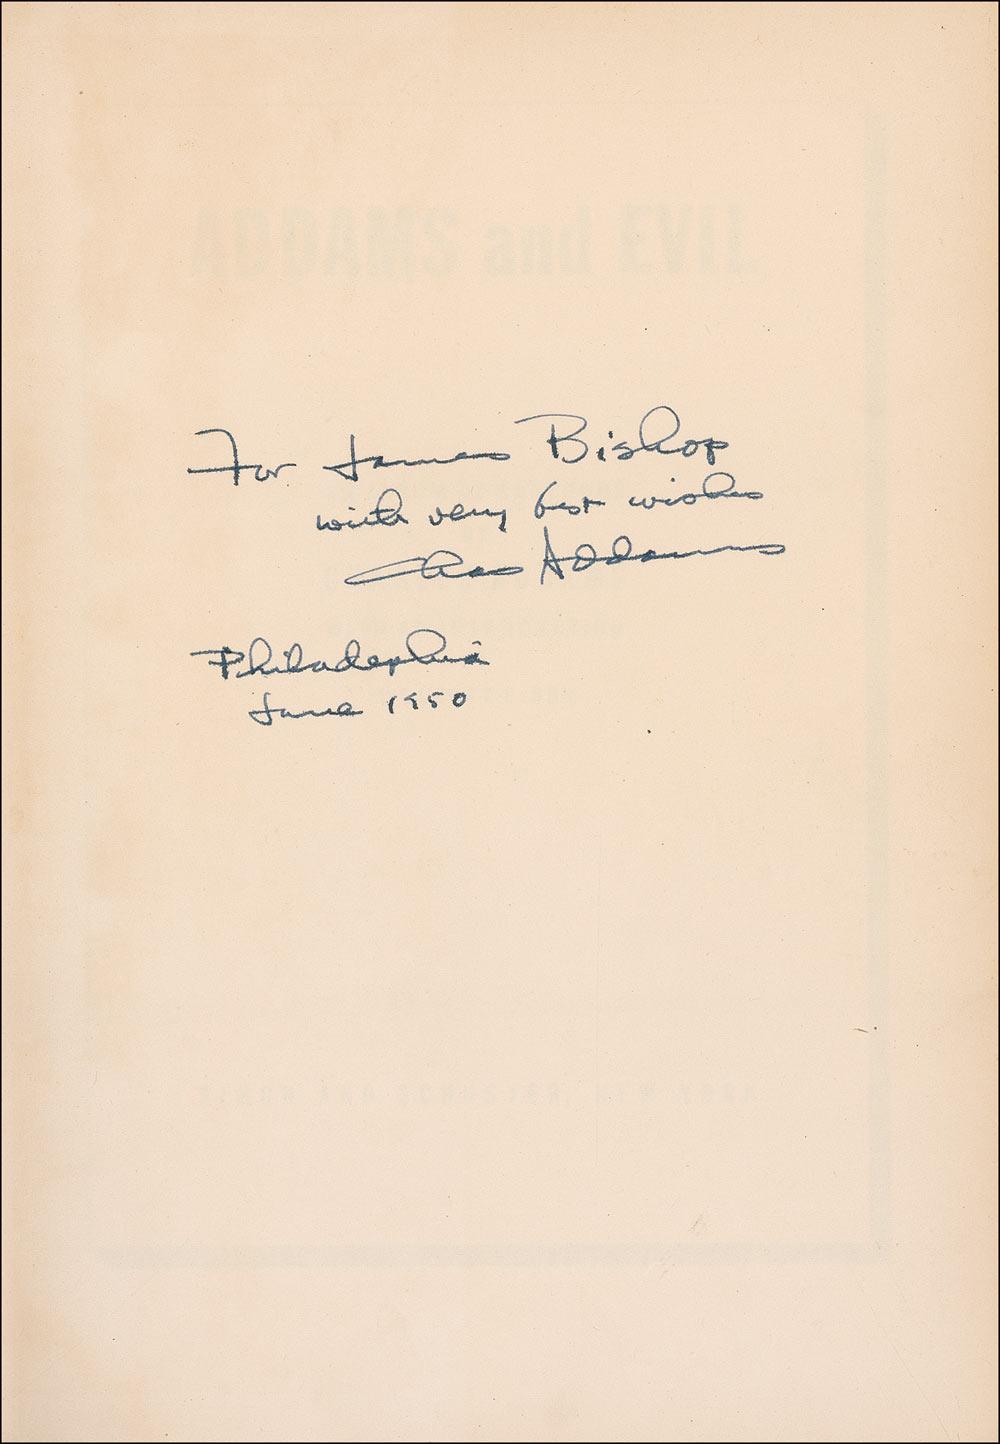 ADDAMS and EVIL
For James Bishop
with very best wishes
Chas Addams
Philadephia
June 1950
SIMON AND SCHUSTER, NEW YORK